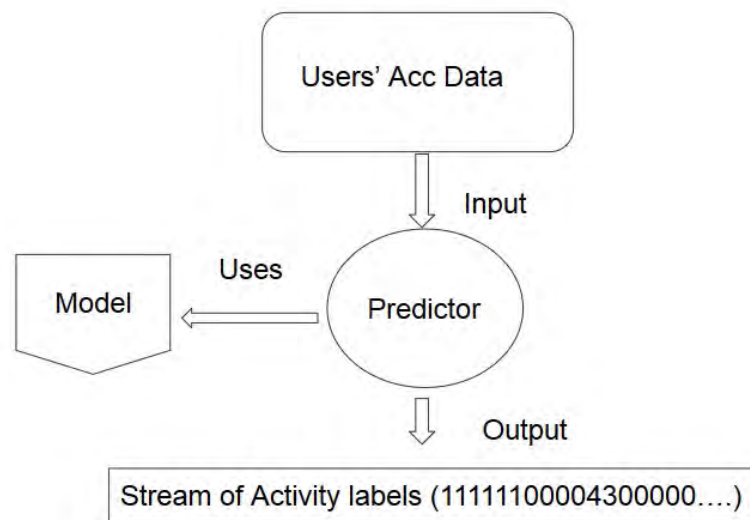 Users' Acc Data
Input
Uses
Model
Predictor
Output
Stream of Activity labels (11111100004300000....)